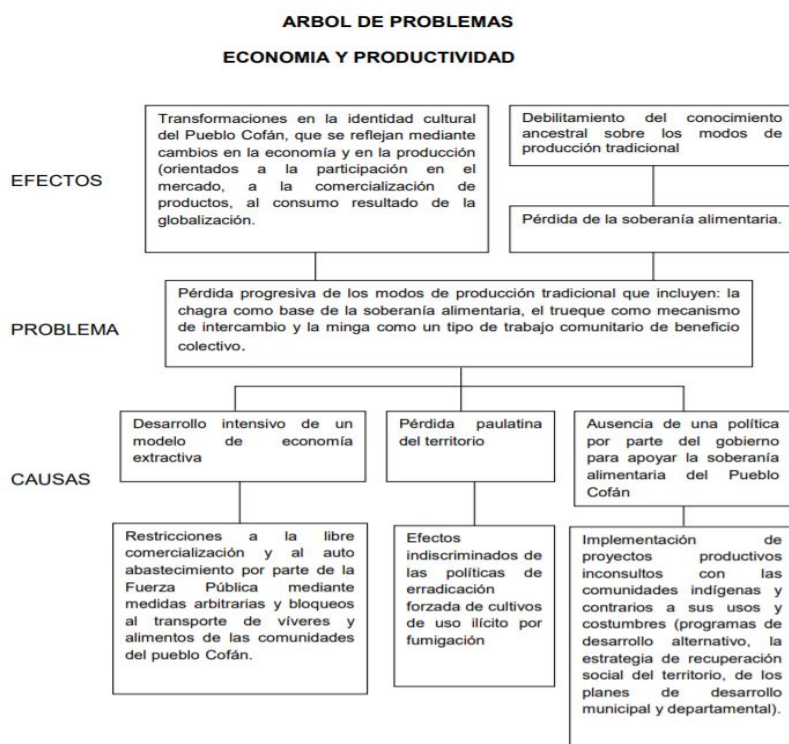 ARBOL DE PROBLEMAS
ECONOMIA Y PRODUCTIVIDAD
EFECTOS
Transformaciones en la identidad cultural
del Pueblo Cofán, que se reflejan mediante
cambios en la economía y en la producción
(orientados a la participación en el
mercado, a la comercialización de
productos, al consumo resultado de la
globalización.
Debilitamiento del conocimiento
ancestral sobre los modos de
producción tradicional
Pérdida de la soberanía alimentaria.
PROBLEMA
Pérdida progresiva de los modos de producción tradicional que incluyen: la
chagra como base de la soberanía alimentaria, el trueque como mecanismo
de intercambio y la minga como un tipo de trabajo comunitario de beneficio
colectivo.
CAUSAS
Desarrollo intensivo de un
modelo de economía
extractiva
Pérdida paulatina
del territorio
Ausencia de una política
por parte del gobierno
para apoyar la soberanía
alimentaria del Pueblo
Cofán
Restricciones a la libre
comercialización y al auto
abastecimiento por parte de la
Fuerza Pública mediante
medidas arbitrarias y bloqueos
al transporte de víveres y
alimentos de las comunidades
del pueblo Cofán.
Efectos
indiscriminados de
las políticas de
erradicación
forzada de cultivos
de uso ilícito por
fumigación
Implementación de
proyectos productivos
inconsultos con las
comunidades indígenas y
contrarios a sus usos y
costumbres (programas de
desarrollo alternativo, la
estrategia de recuperación
social del territorio, de los
planes de desarrollo
municipal y departamental).